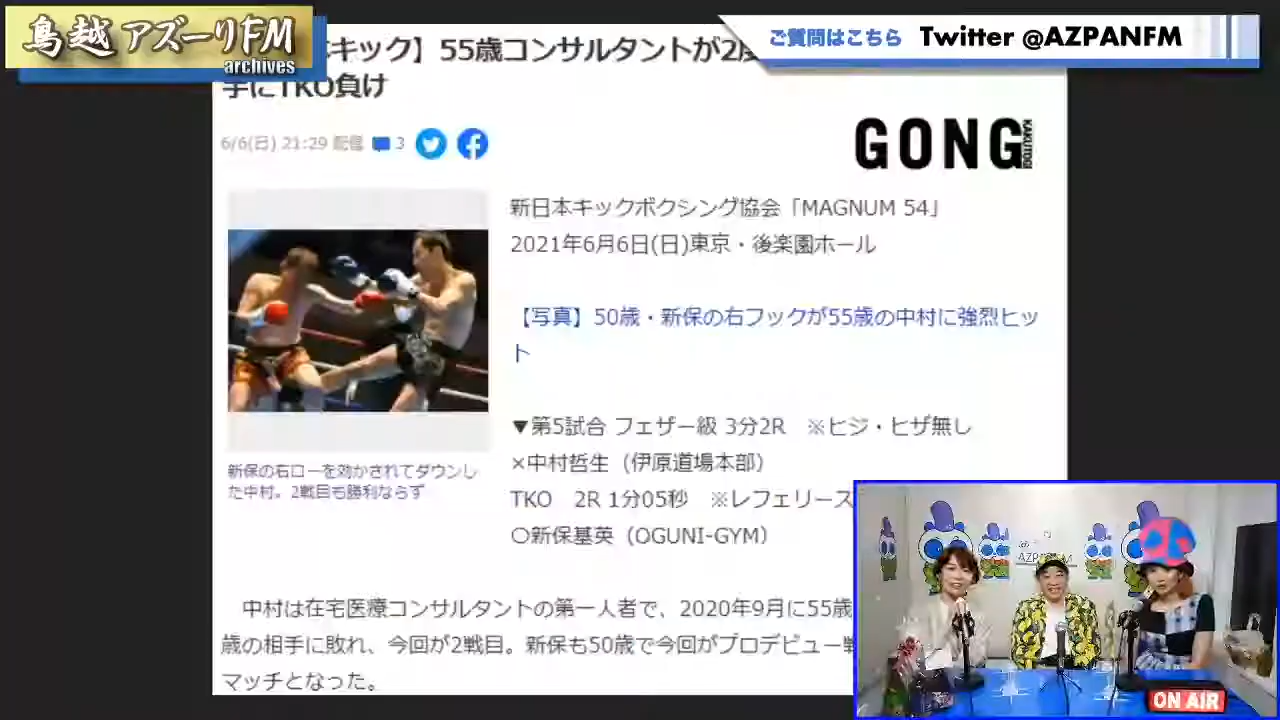 鳥越 アズーリFM
archives
ご質問はこちら Twitter @AZPANFM
キック】55歳コンサルタントが2度
手にTKO負け
6/6(日) 21:29 配信 3
GONG
KAKUTOGI
新日本キックボクシング協会「MAGNUM 54」
2021年6月6日(日)東京・後楽園ホール
【写真】50歳・新保の右フックが55歳の中村に強烈ヒッ
ト
▼第5試合 フェザー級 3分2R ※ヒジ・ヒザ無し
×中村哲生（伊原道場本部）
TKO 2R 1分05秒 ※レフェリース
〇新保基英（OGUNI-GYM）
新保の右ローを効かされてダウンし
た中村。2戦目も勝利ならず
中村は在宅医療コンサルタントの第一人者で、2020年9月に55歳
歳の相手に敗れ、今回が2戦目。新保も50歳で今回がプロデビュー戦
マッチとなった。
AZPANFM
ON AIR